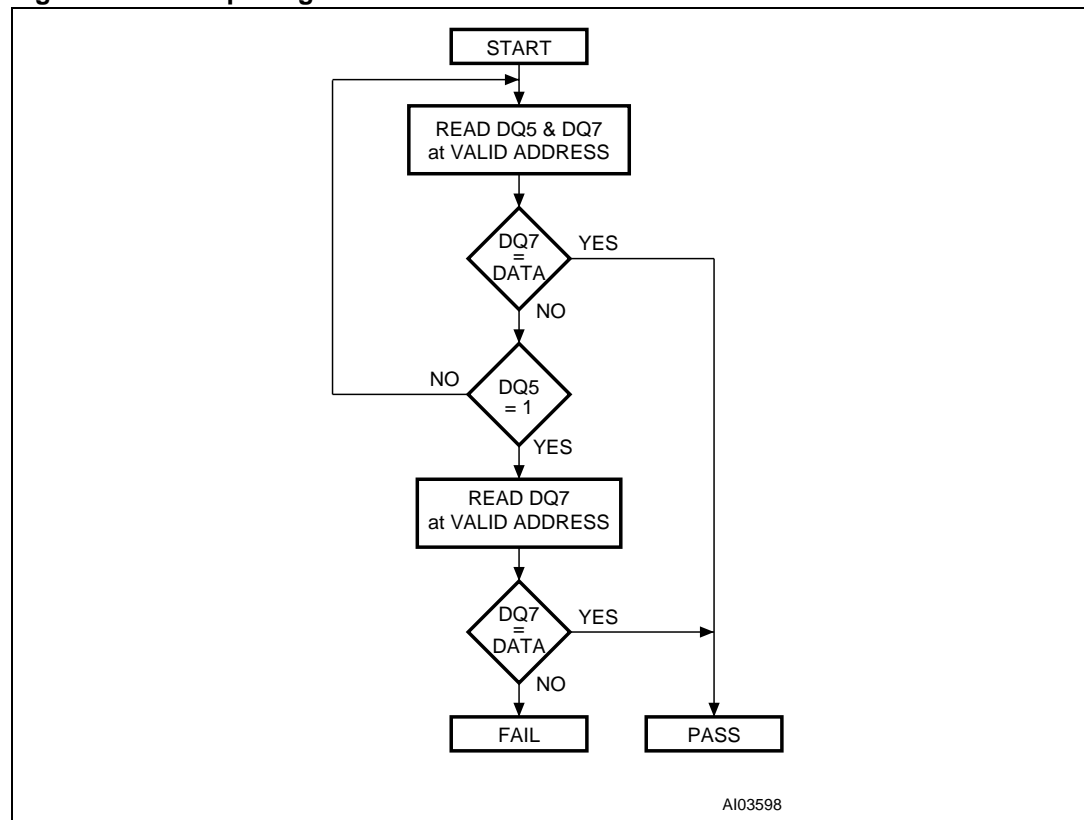 START
READ DQ5 & DQ7
at VALID ADDRESS
DQ7
=
DATA
YES
NO
DQ5
= 1
NO
YES
READ DQ7
at VALID ADDRESS
DQ7
=
DATA
YES
NO
FAIL
PASS
AI03598